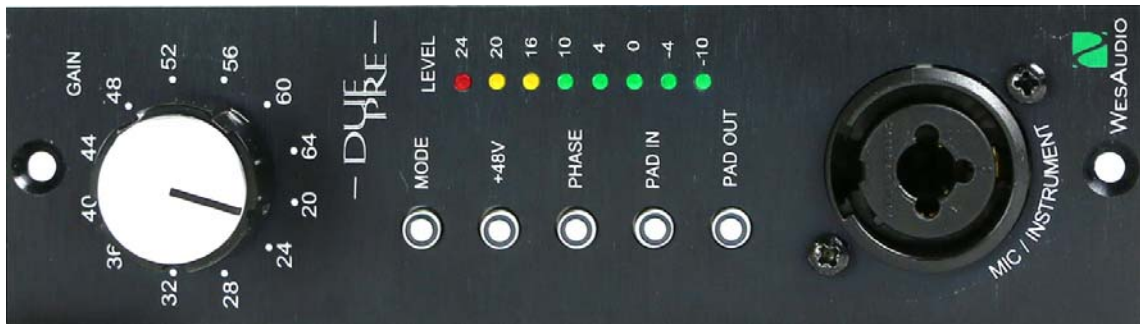 GAIN
20
24
28
32
36
40
44
48
52
56
60
64
DUE
PRE
LEVEL
24
20
16
10
4
0
-4
-10
MODE
+48V
PHASE
PAD IN
PAD OUT
MIC / INSTRUMENT
WESAUDIO